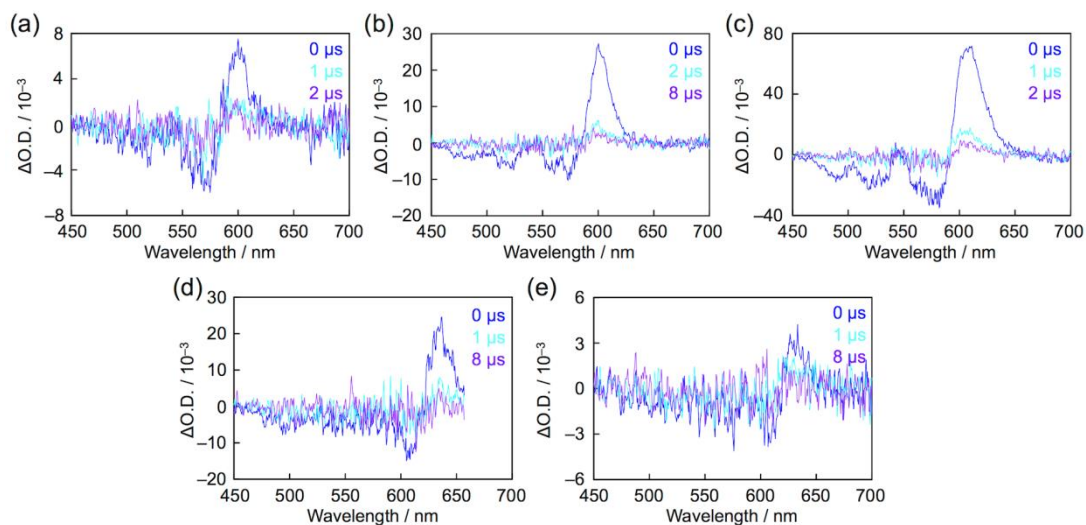 (a)
8
4
0
−4
−8
ΔO.D. / 10⁻³
0 µs
1 µs
2 µs
450 500 550 600 650 700
Wavelength / nm
(b)
30
20
10
0
−10
−20
ΔO.D. / 10⁻³
0 µs
2 µs
8 µs
450 500 550 600 650 700
Wavelength / nm
(c)
80
40
0
−40
ΔO.D. / 10⁻³
0 µs
1 µs
2 µs
450 500 550 600 650 700
Wavelength / nm
(d)
30
20
10
0
−10
−20
ΔO.D. / 10⁻³
0 µs
1 µs
8 µs
450 500 550 600 650 700
Wavelength / nm
(e)
6
3
0
−3
−6
ΔO.D. / 10⁻³
0 µs
1 µs
8 µs
450 500 550 600 650 700
Wavelength / nm